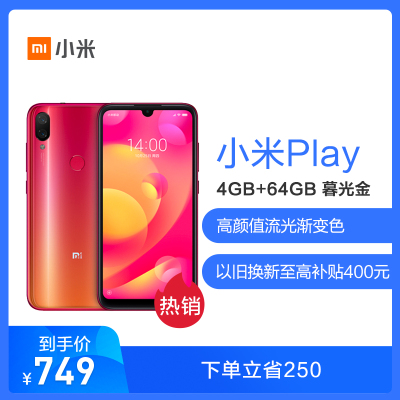 小米
14:00
小米Play
4GB+64GB 暮光金
高颜值流光渐变色
以旧换新至高补贴400元
热销
到手价
¥749
下单立省250